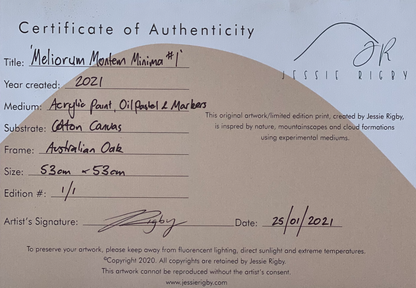 Certificate of Authenticity
JR
JESSIE RIGBY
Title: 'Meliorum Montem Minima #1'
Year created: 2021
Medium: Acrylic Paint, Oil Pastel & Markers
This original artwork/limited edition print, created by Jessie Rigby,
is inspired by nature, mountainscapes and cloud formations
using experimental mediums.
Substrate: Cotton Canvas
Frame: Australian Oak
Size: 53cm x 53cm
Edition #: 1/1
Artist's Signature: Rigby Date: 25/01/2021
To preserve your artwork, please keep away from fluorescent lighting, direct sunlight and extreme temperatures.
©Copyright 2020. All copyrights are retained by Jessie Rigby.
This artwork cannot be reproduced without the artist's consent.
www.jessierigby.com